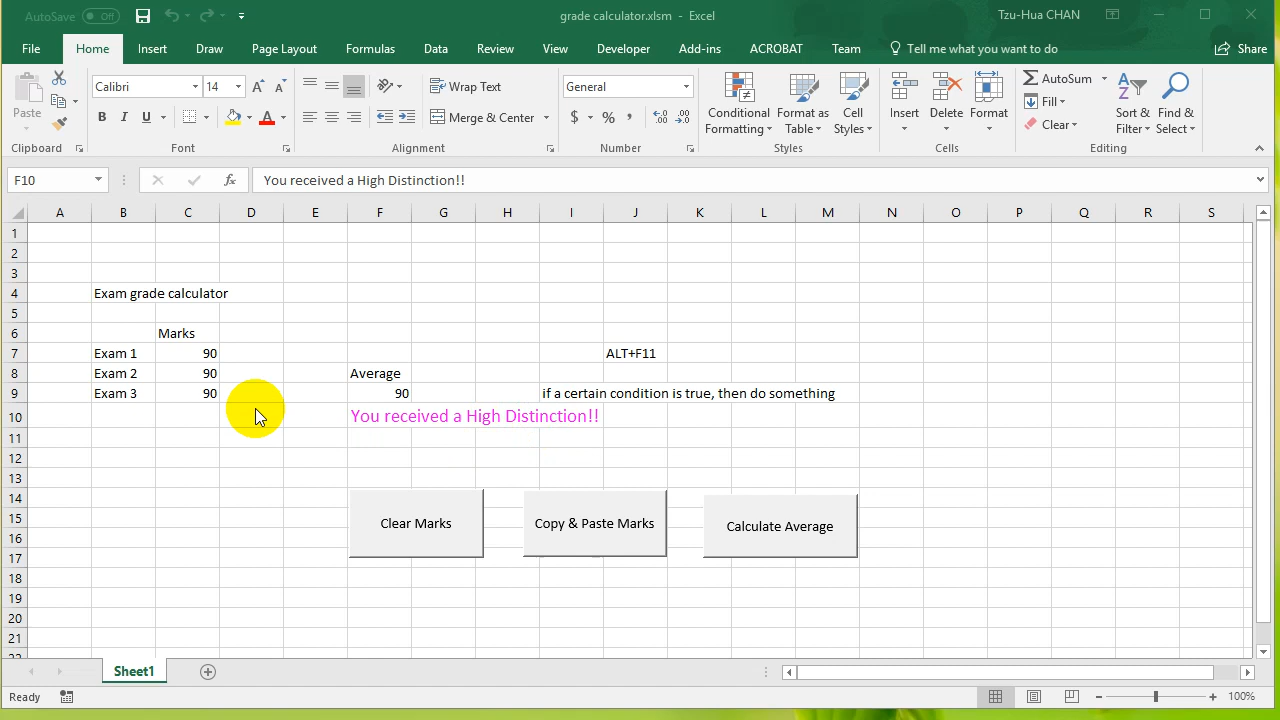 AutoSave Off
grade calculator.xlsm - Excel
Tzu-Hua CHAN
File Home Insert Draw Page Layout Formulas Data Review View Developer Add-ins ACROBAT Team Tell me what you want to do Share
Paste
Clipboard
Calibri 14
B I U
Font
Wrap Text
Merge & Center
Alignment
General
$ % ,
Number
Conditional Formatting
Format as Table
Cell Styles
Styles
Insert Delete Format
Cells
AutoSum
Fill
Clear
Sort & Filter
Find & Select
Editing
F10
fx
You received a High Distinction!!
A B C D E F G H I J K L M N O P Q R S
1
2
3
4 Exam grade calculator
5
6 Marks
7 Exam 1 90 ALT+F11
8 Exam 2 90 Average
9 Exam 3 90 90 if a certain condition is true, then do something
10 You received a High Distinction!!
11
12
13
14
15
16
17
Clear Marks Copy & Paste Marks Calculate Average
18
19
20
21
22
Sheet1
Ready
100%